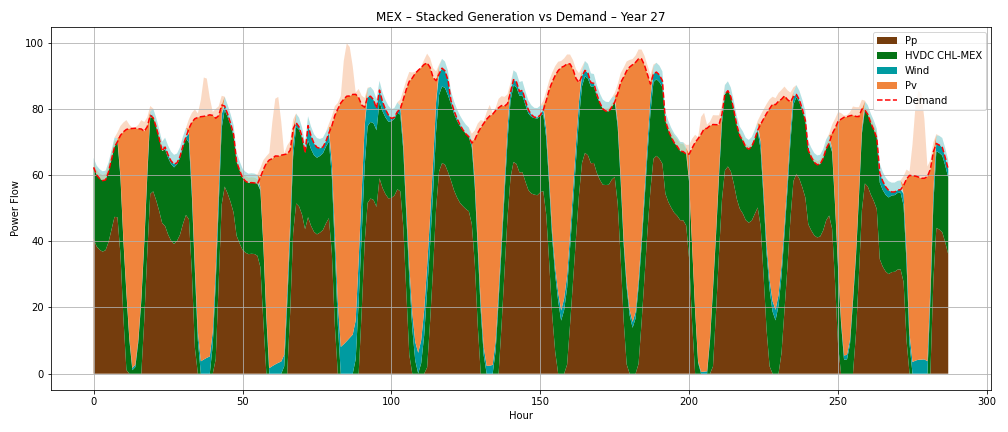 MEX – Stacked Generation vs Demand – Year 27
Power Flow
100
80
60
40
20
0
0 50 100 150 200 250 300
Hour
Pp
HVDC CHL-MEX
Wind
Pv
Demand